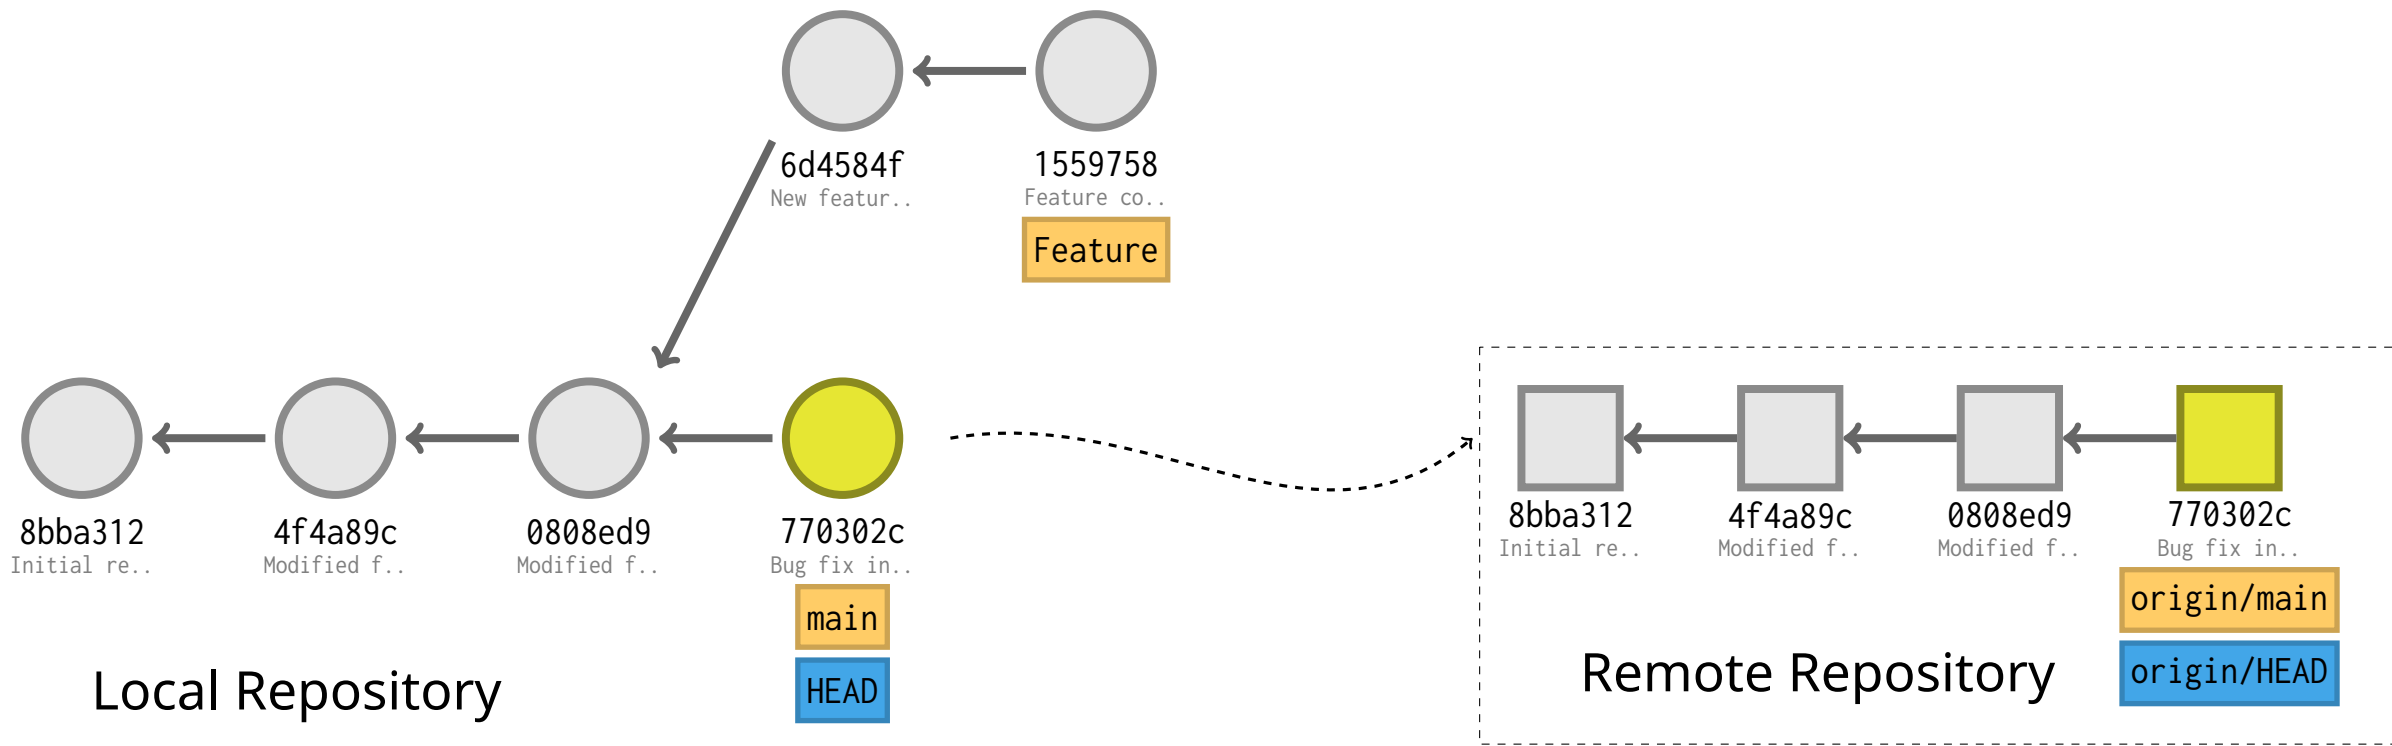 6d4584f
New featur..
1559758
Feature co..
Feature
8bba312
Initial re..
4f4a89c
Modified f..
0808ed9
Modified f..
770302c
Bug fix in..
main
HEAD
Local Repository
8bba312
Initial re..
4f4a89c
Modified f..
0808ed9
Modified f..
770302c
Bug fix in..
origin/main
origin/HEAD
Remote Repository